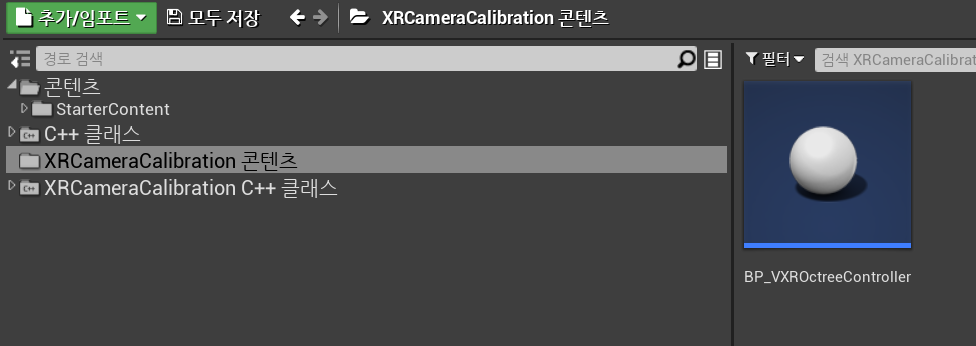 추가/임포트 모두 저장 XRCameraCalibration 콘텐츠
경로 검색
콘텐츠
StarterContent
C++ 클래스
XRCameraCalibration 콘텐츠
XRCameraCalibration C++ 클래스
필터 검색 XRCameraCalibrat
BP_VXROctreeController